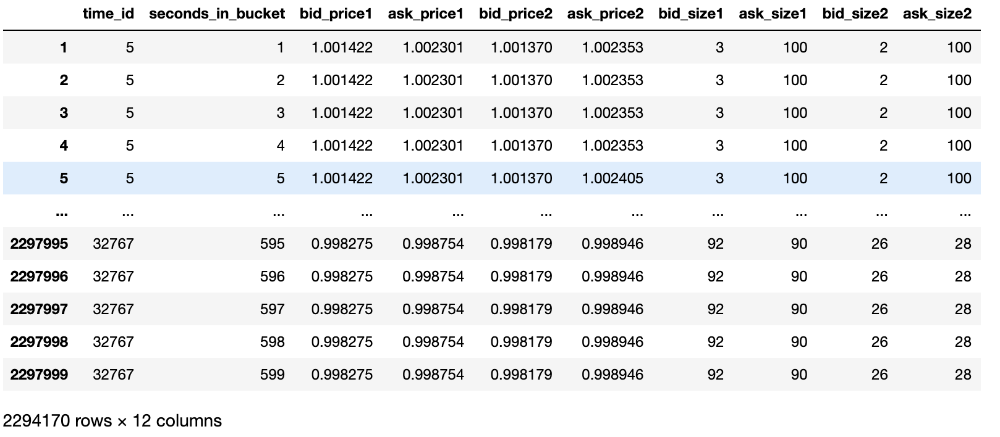 time_id seconds_in_bucket bid_price1 ask_price1 bid_price2 ask_price2 bid_size1 ask_size1 bid_size2 ask_size2
1 5 1 1.001422 1.002301 1.001370 1.002353 3 100 2 100
2 5 2 1.001422 1.002301 1.001370 1.002353 3 100 2 100
3 5 3 1.001422 1.002301 1.001370 1.002353 3 100 2 100
4 5 4 1.001422 1.002301 1.001370 1.002353 3 100 2 100
5 5 5 1.001422 1.002301 1.001370 1.002405 3 100 2 100
... ... ... ... ... ... ... ... ... ... ...
2297995 32767 595 0.998275 0.998754 0.998179 0.998946 92 90 26 28
2297996 32767 596 0.998275 0.998754 0.998179 0.998946 92 90 26 28
2297997 32767 597 0.998275 0.998754 0.998179 0.998946 92 90 26 28
2297998 32767 598 0.998275 0.998754 0.998179 0.998946 92 90 26 28
2297999 32767 599 0.998275 0.998754 0.998179 0.998946 92 90 26 28
2294170 rows × 12 columns